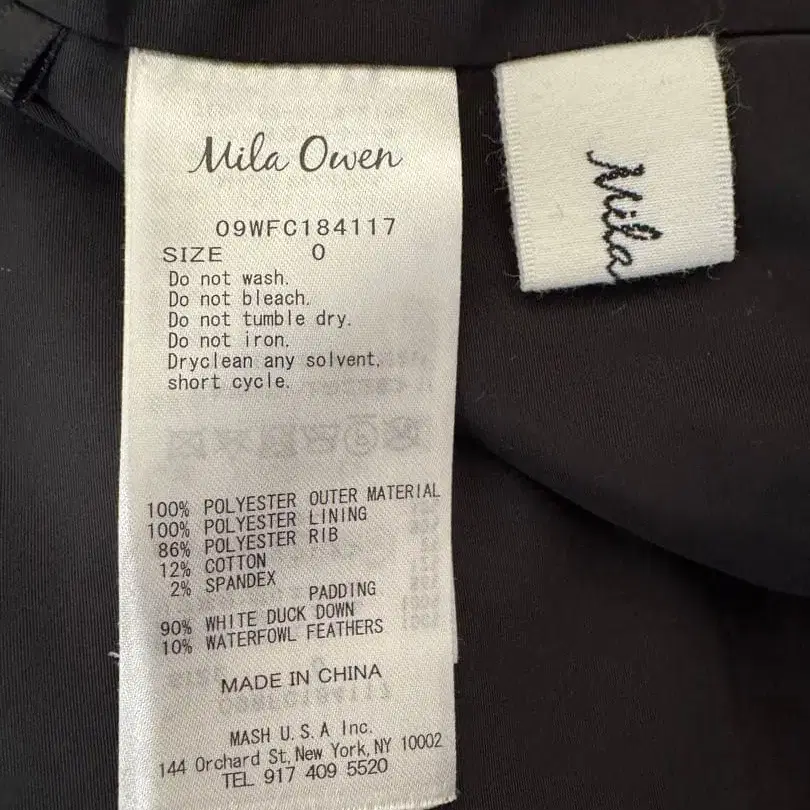 Mila Owen
09WFC184117
SIZE 0
Do not wash.
Do not bleach.
Do not tumble dry.
Do not iron.
Dryclean any solvent,
short cycle.
100% POLYESTER OUTER MATERIAL
100% POLYESTER LINING
86% POLYESTER RIB
12% COTTON
2% SPANDEX
PADDING
90% WHITE DUCK DOWN
10% WATERFOWL FEATHERS
MADE IN CHINA
MASH U.S.A Inc.
144 Orchard St, New York, NY 10002
TEL 917 409 5520
Mila